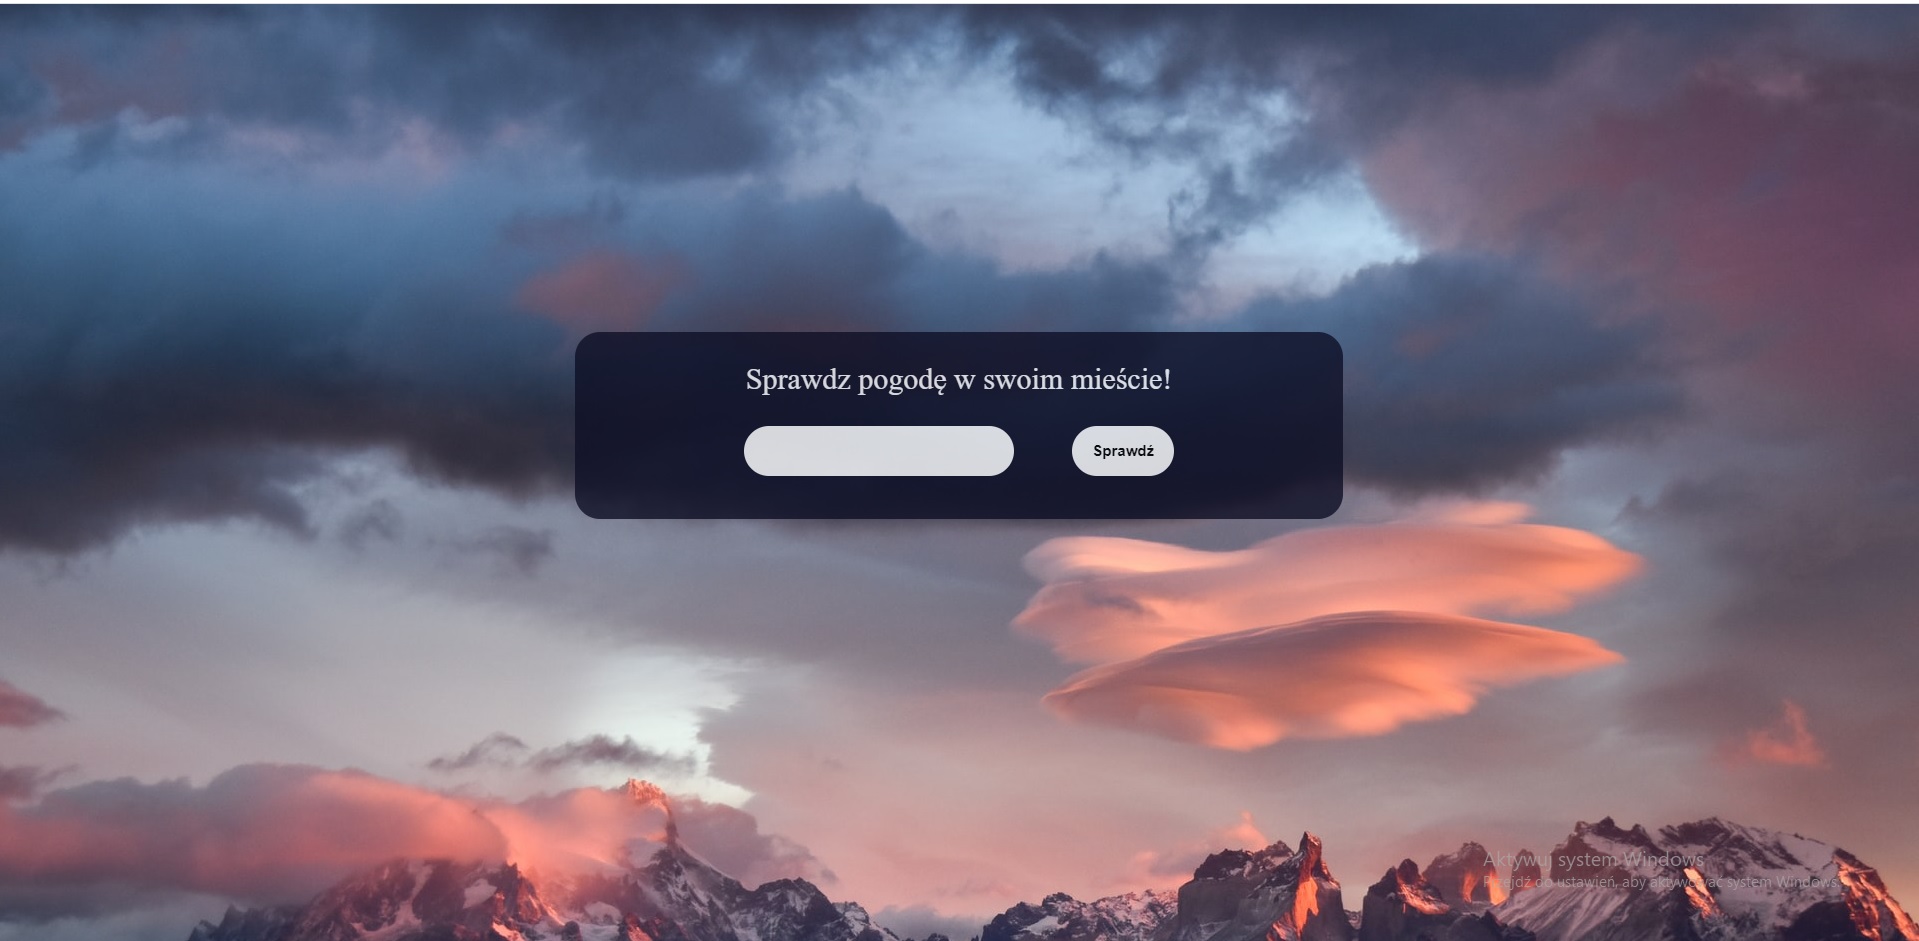 Sprawdz pogodę w swoim mieście!
Sprawdź
Aktywuj system Windows
Przejdź do ustawień, aby aktywować system Windows.